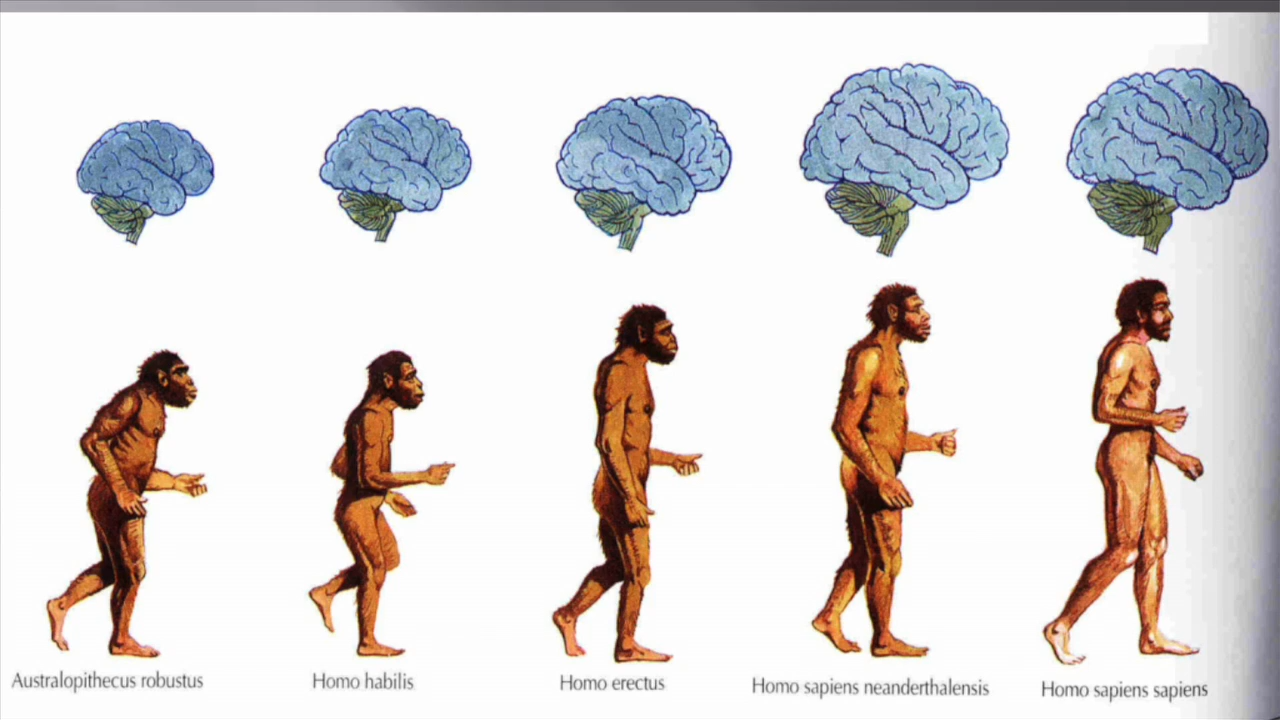 Australopithecus robustus
Homo habilis
Homo erectus
Homo sapiens neanderthalensis
Homo sapiens sapiens